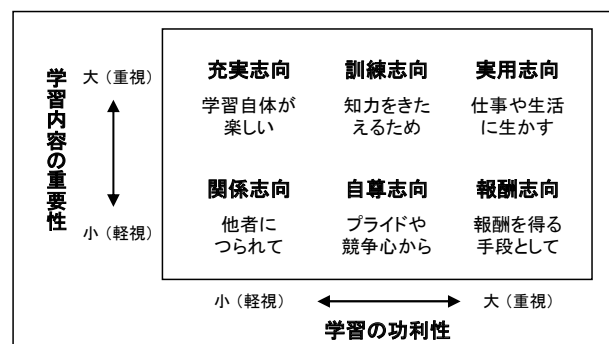 学習内容の重要性
大（重視）
小（軽視）
充実志向
学習自体が
楽しい
訓練志向
知力をきた
えるため
実用志向
仕事や生活
に生かす
関係志向
他者に
つられて
自尊志向
プライドや
競争心から
報酬志向
報酬を得る
手段として
小（軽視）
大（重視）
学習の功利性